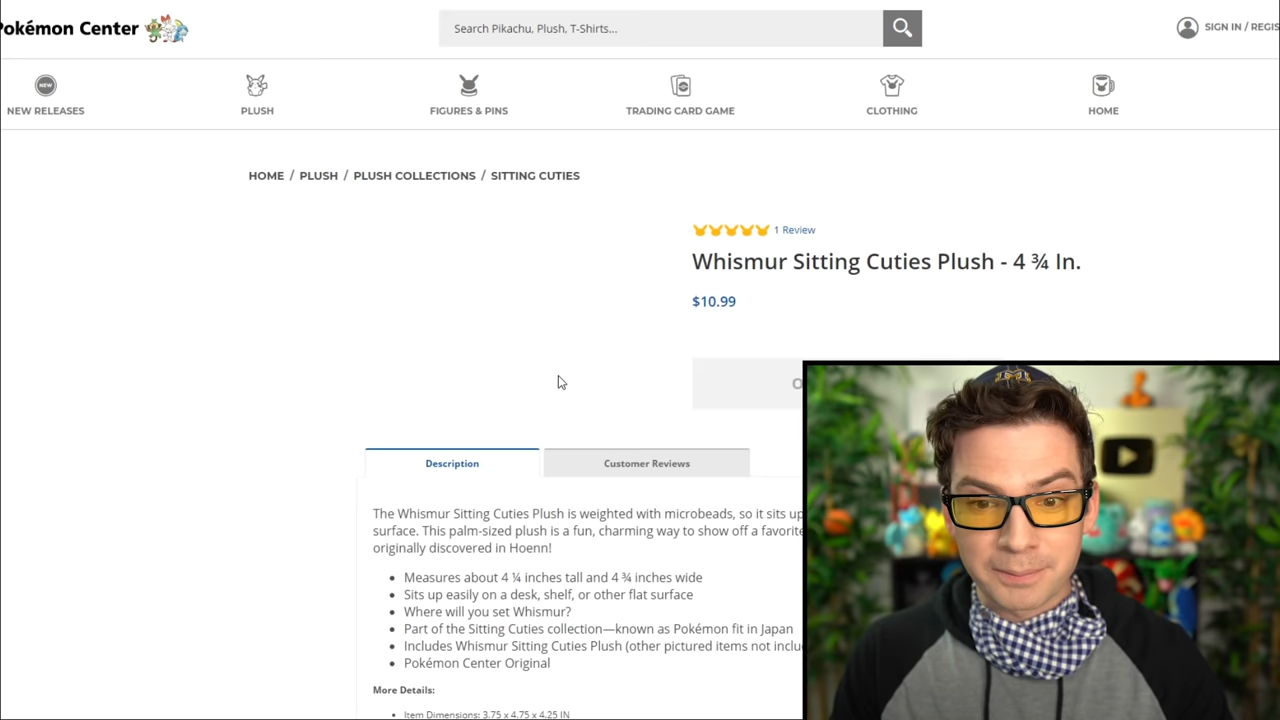 Pokémon Center
Search Pikachu, Plush, T-Shirts...
SIGN IN / REGIS
NEW
NEW RELEASES
PLUSH
FIGURES & PINS
TRADING CARD GAME
CLOTHING
HOME
HOME / PLUSH / PLUSH COLLECTIONS / SITTING CUTIES
1 Review
Whismur Sitting Cuties Plush - 4 ¾ In.
$10.99
O
Description
Customer Reviews
The Whismur Sitting Cuties Plush is weighted with microbeads, so it sits up
surface. This palm-sized plush is a fun, charming way to show off a favorite
originally discovered in Hoenn!
• Measures about 4 ¼ inches tall and 4 ¾ inches wide
• Sits up easily on a desk, shelf, or other flat surface
• Where will you set Whismur?
• Part of the Sitting Cuties collection—known as Pokémon fit in Japan
• Includes Whismur Sitting Cuties Plush (other pictured items not inclu
• Pokémon Center Original
More Details:
• Item Dimensions: 3.75 x 4.75 x 4.25 IN